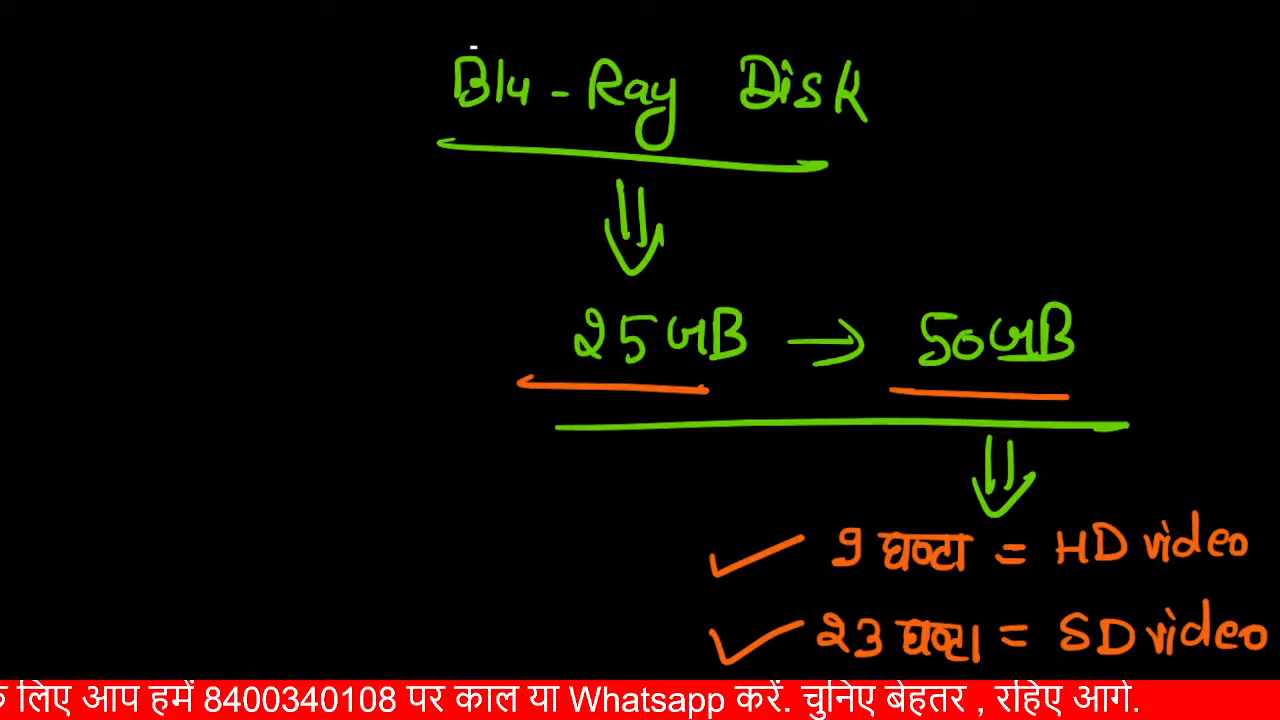 Blu-Ray Disk
25GB → 50GB
9 घण्टा = HD video
23 घण्टा = SD video
के लिए आप हमें 8400340108 पर काल या Whatsapp करें. चुनिए बेहतर , रहिए आगे.